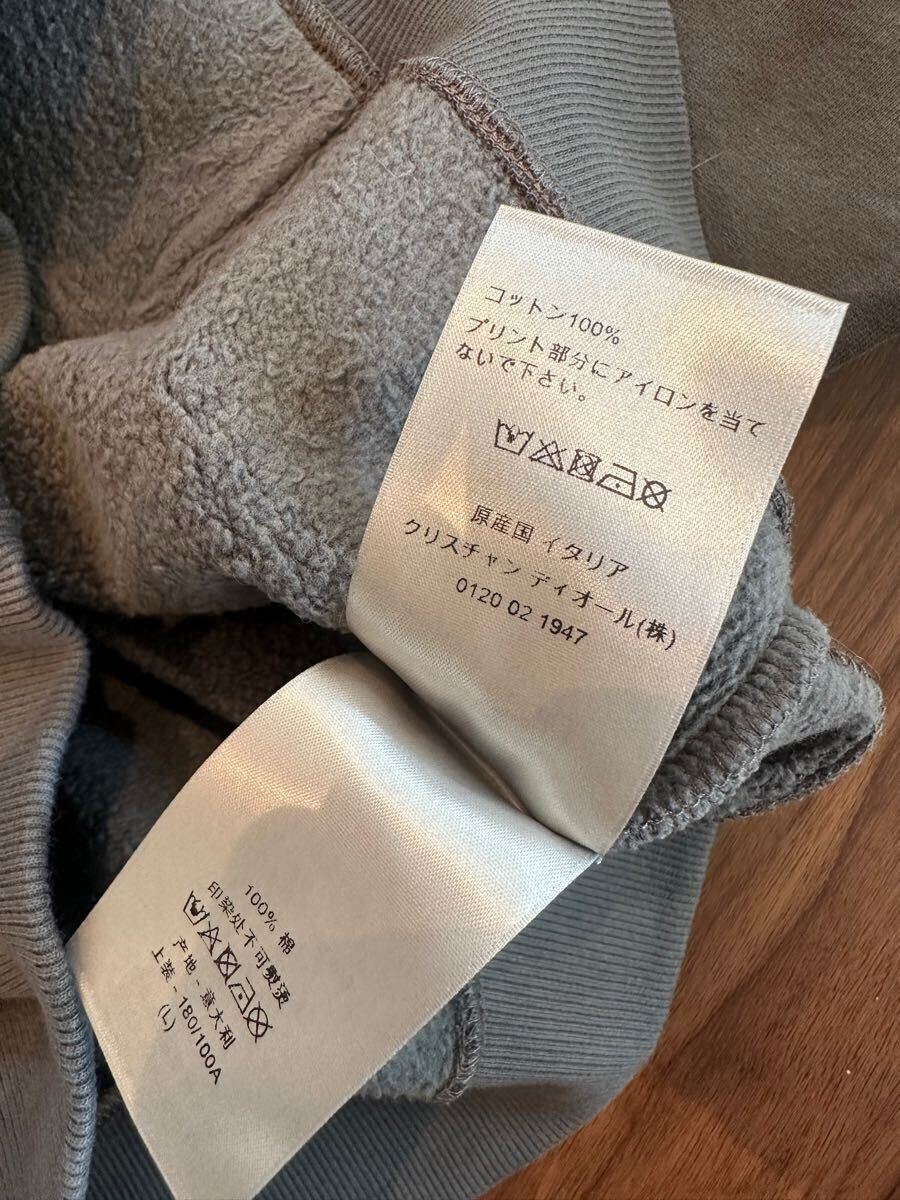 コットン100%
プリント部分にアイロンを当て
ないで下さい。
原産国 イタリア
クリスチャン ディオール(株)
0120 02 1947
100% 棉
印染处不可熨烫
产地 - 意大利
上装 - 180/100A
(L)